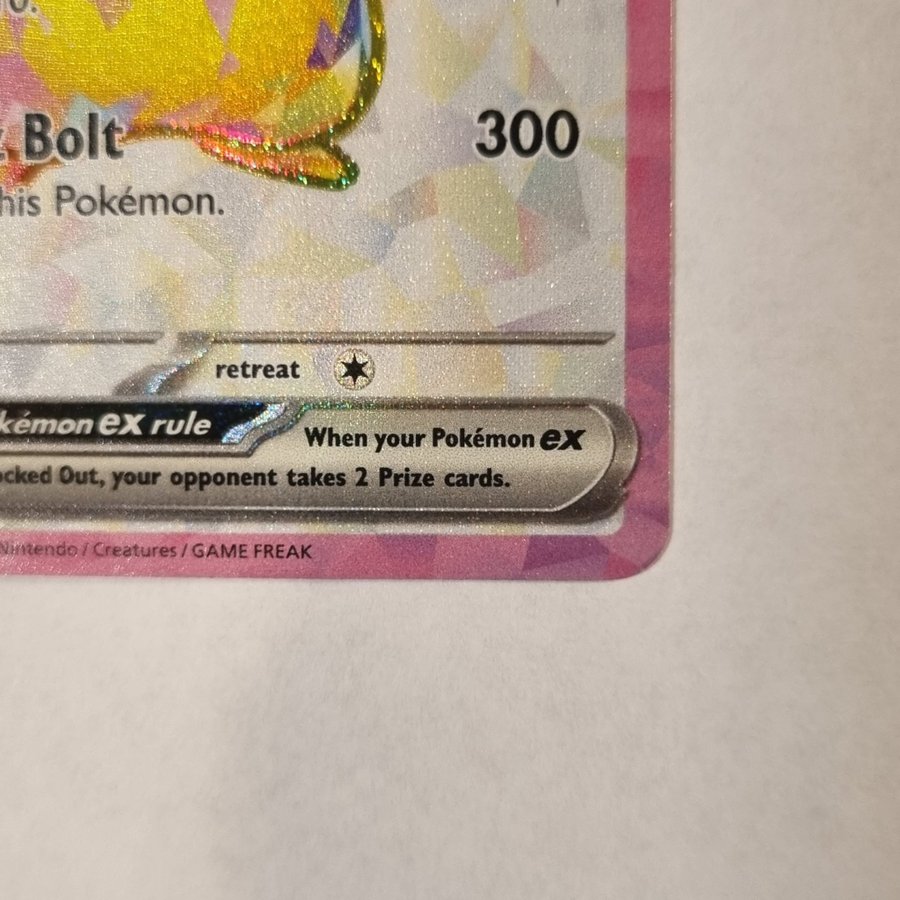 Bolt 300
his Pokémon.
retreat
kémon ex rule When your Pokémon ex
cked Out, your opponent takes 2 Prize cards.
Nintendo / Creatures / GAME FREAK